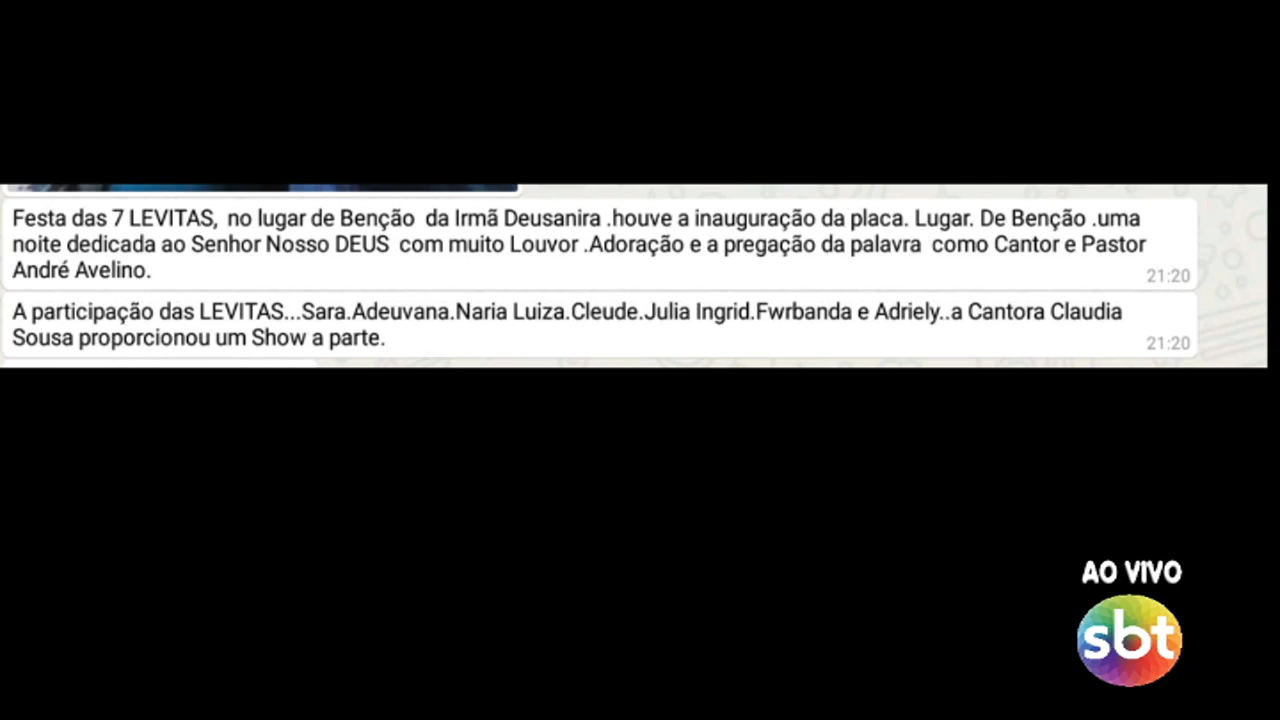 Festa das 7 LEVITAS, no lugar de Benção da Irmã Deusanira .houve a inauguração da placa. Lugar. De Benção .uma
noite dedicada ao Senhor Nosso DEUS com muito Louvor .Adoração e a pregação da palavra como Cantor e Pastor
André Avelino.
21:20
A participação das LEVITAS...Sara.Adeuvana.Naria Luiza.Cleude.Julia Ingrid.Fwrbanda e Adriely..a Cantora Claudia
Sousa proporcionou um Show a parte.
21:20
AO VIVO
sbt